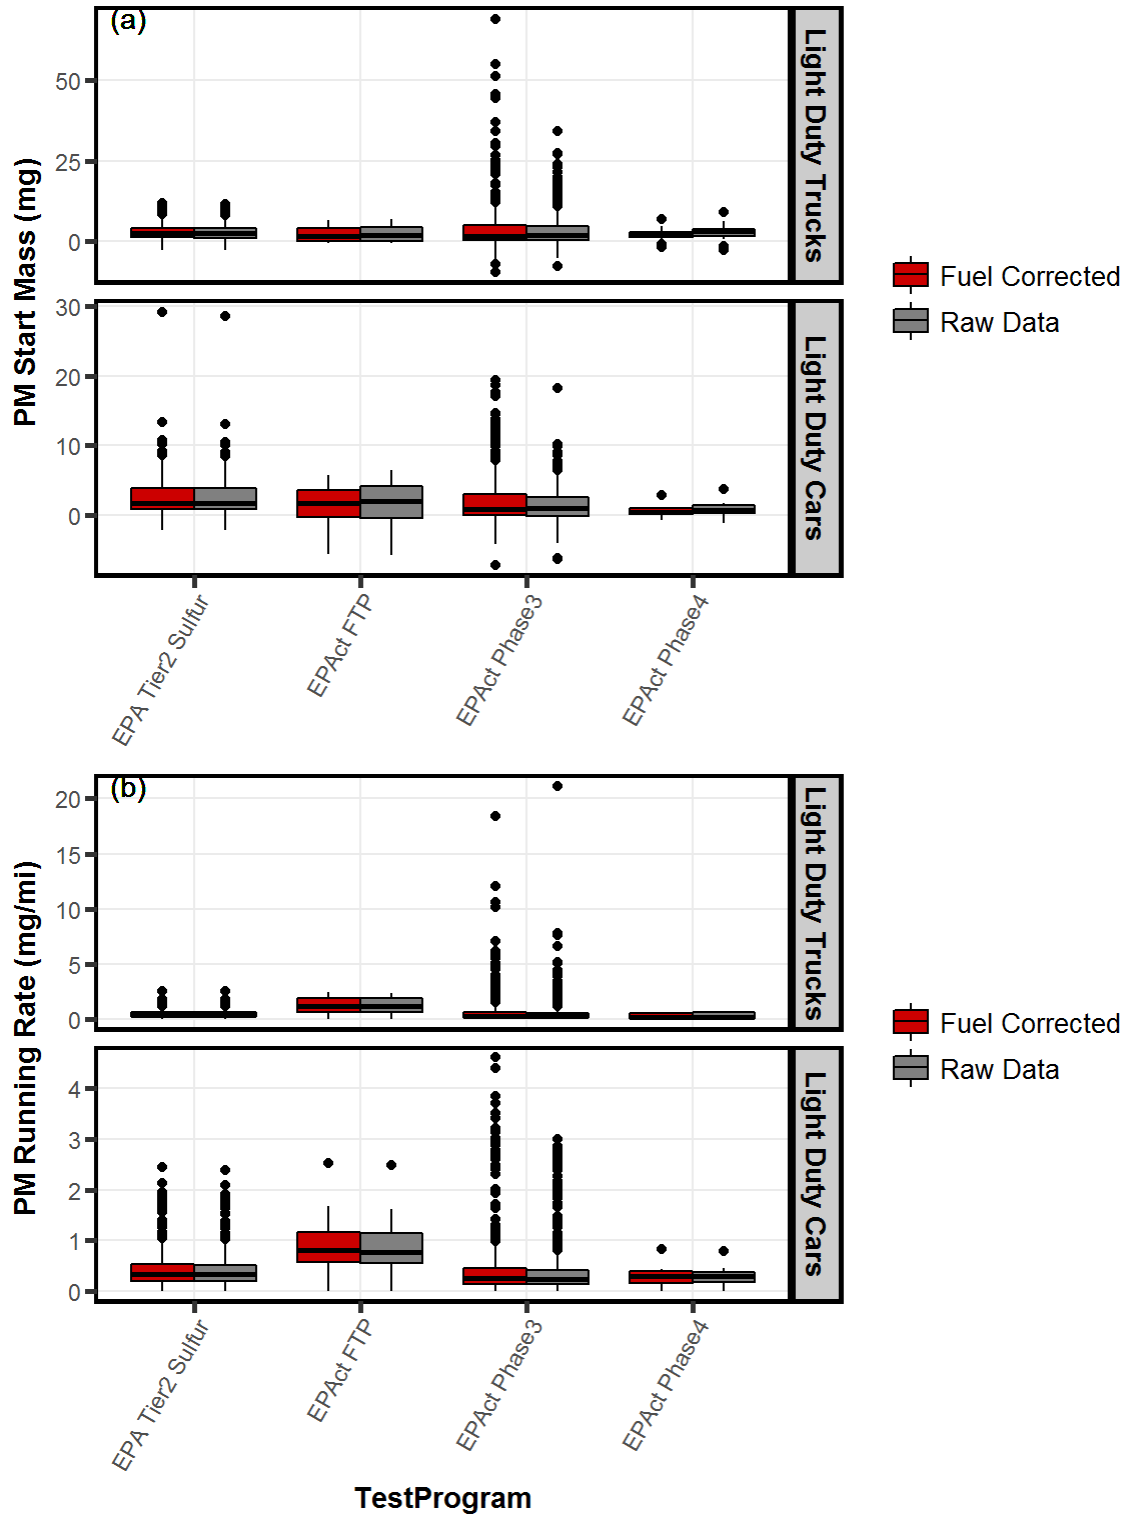 (a)
PM Start Mass (mg)
50
25
0
Light Duty Trucks
30
20
10
0
Light Duty Cars
EPA Tier2 Sulfur
EPAct FTP
EPAct Phase3
EPAct Phase4
Fuel Corrected
Raw Data
(b)
PM Running Rate (mg/mi)
20
15
10
5
0
Light Duty Trucks
4
3
2
1
0
Light Duty Cars
EPA Tier2 Sulfur
EPAct FTP
EPAct Phase3
EPAct Phase4
Fuel Corrected
Raw Data
TestProgram